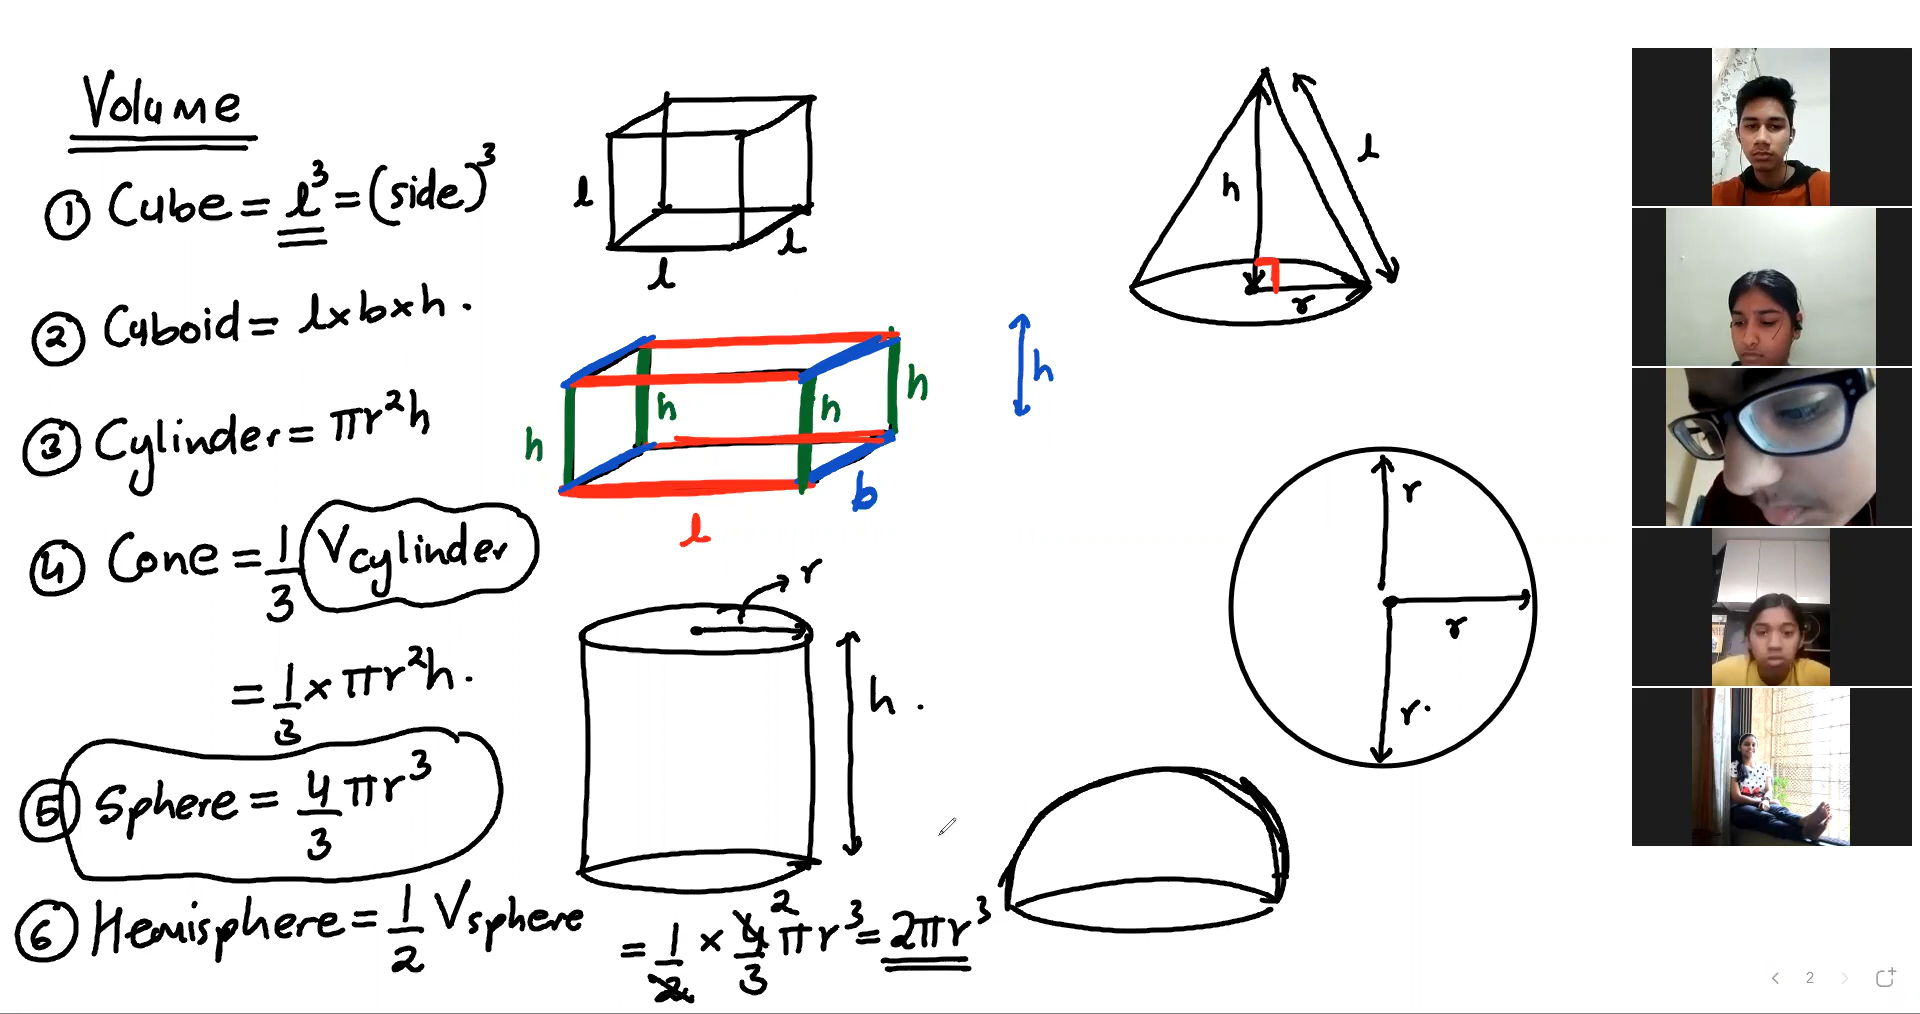 Volume
① Cube = l³ = (side)³
② Cuboid = l×b×h.
③ Cylinder = πr²h
④ Cone = 1/3 Vcylinder
= 1/3 × πr²h.
⑤ Sphere = 4/3 πr³
⑥ Hemisphere = 1/2 Vsphere
= 1/2 × 4/3 πr³ = 2πr³
2
l
l
l
h
h
h
h
l
b
h
r
h.
h
l
r
r
r
r.
2